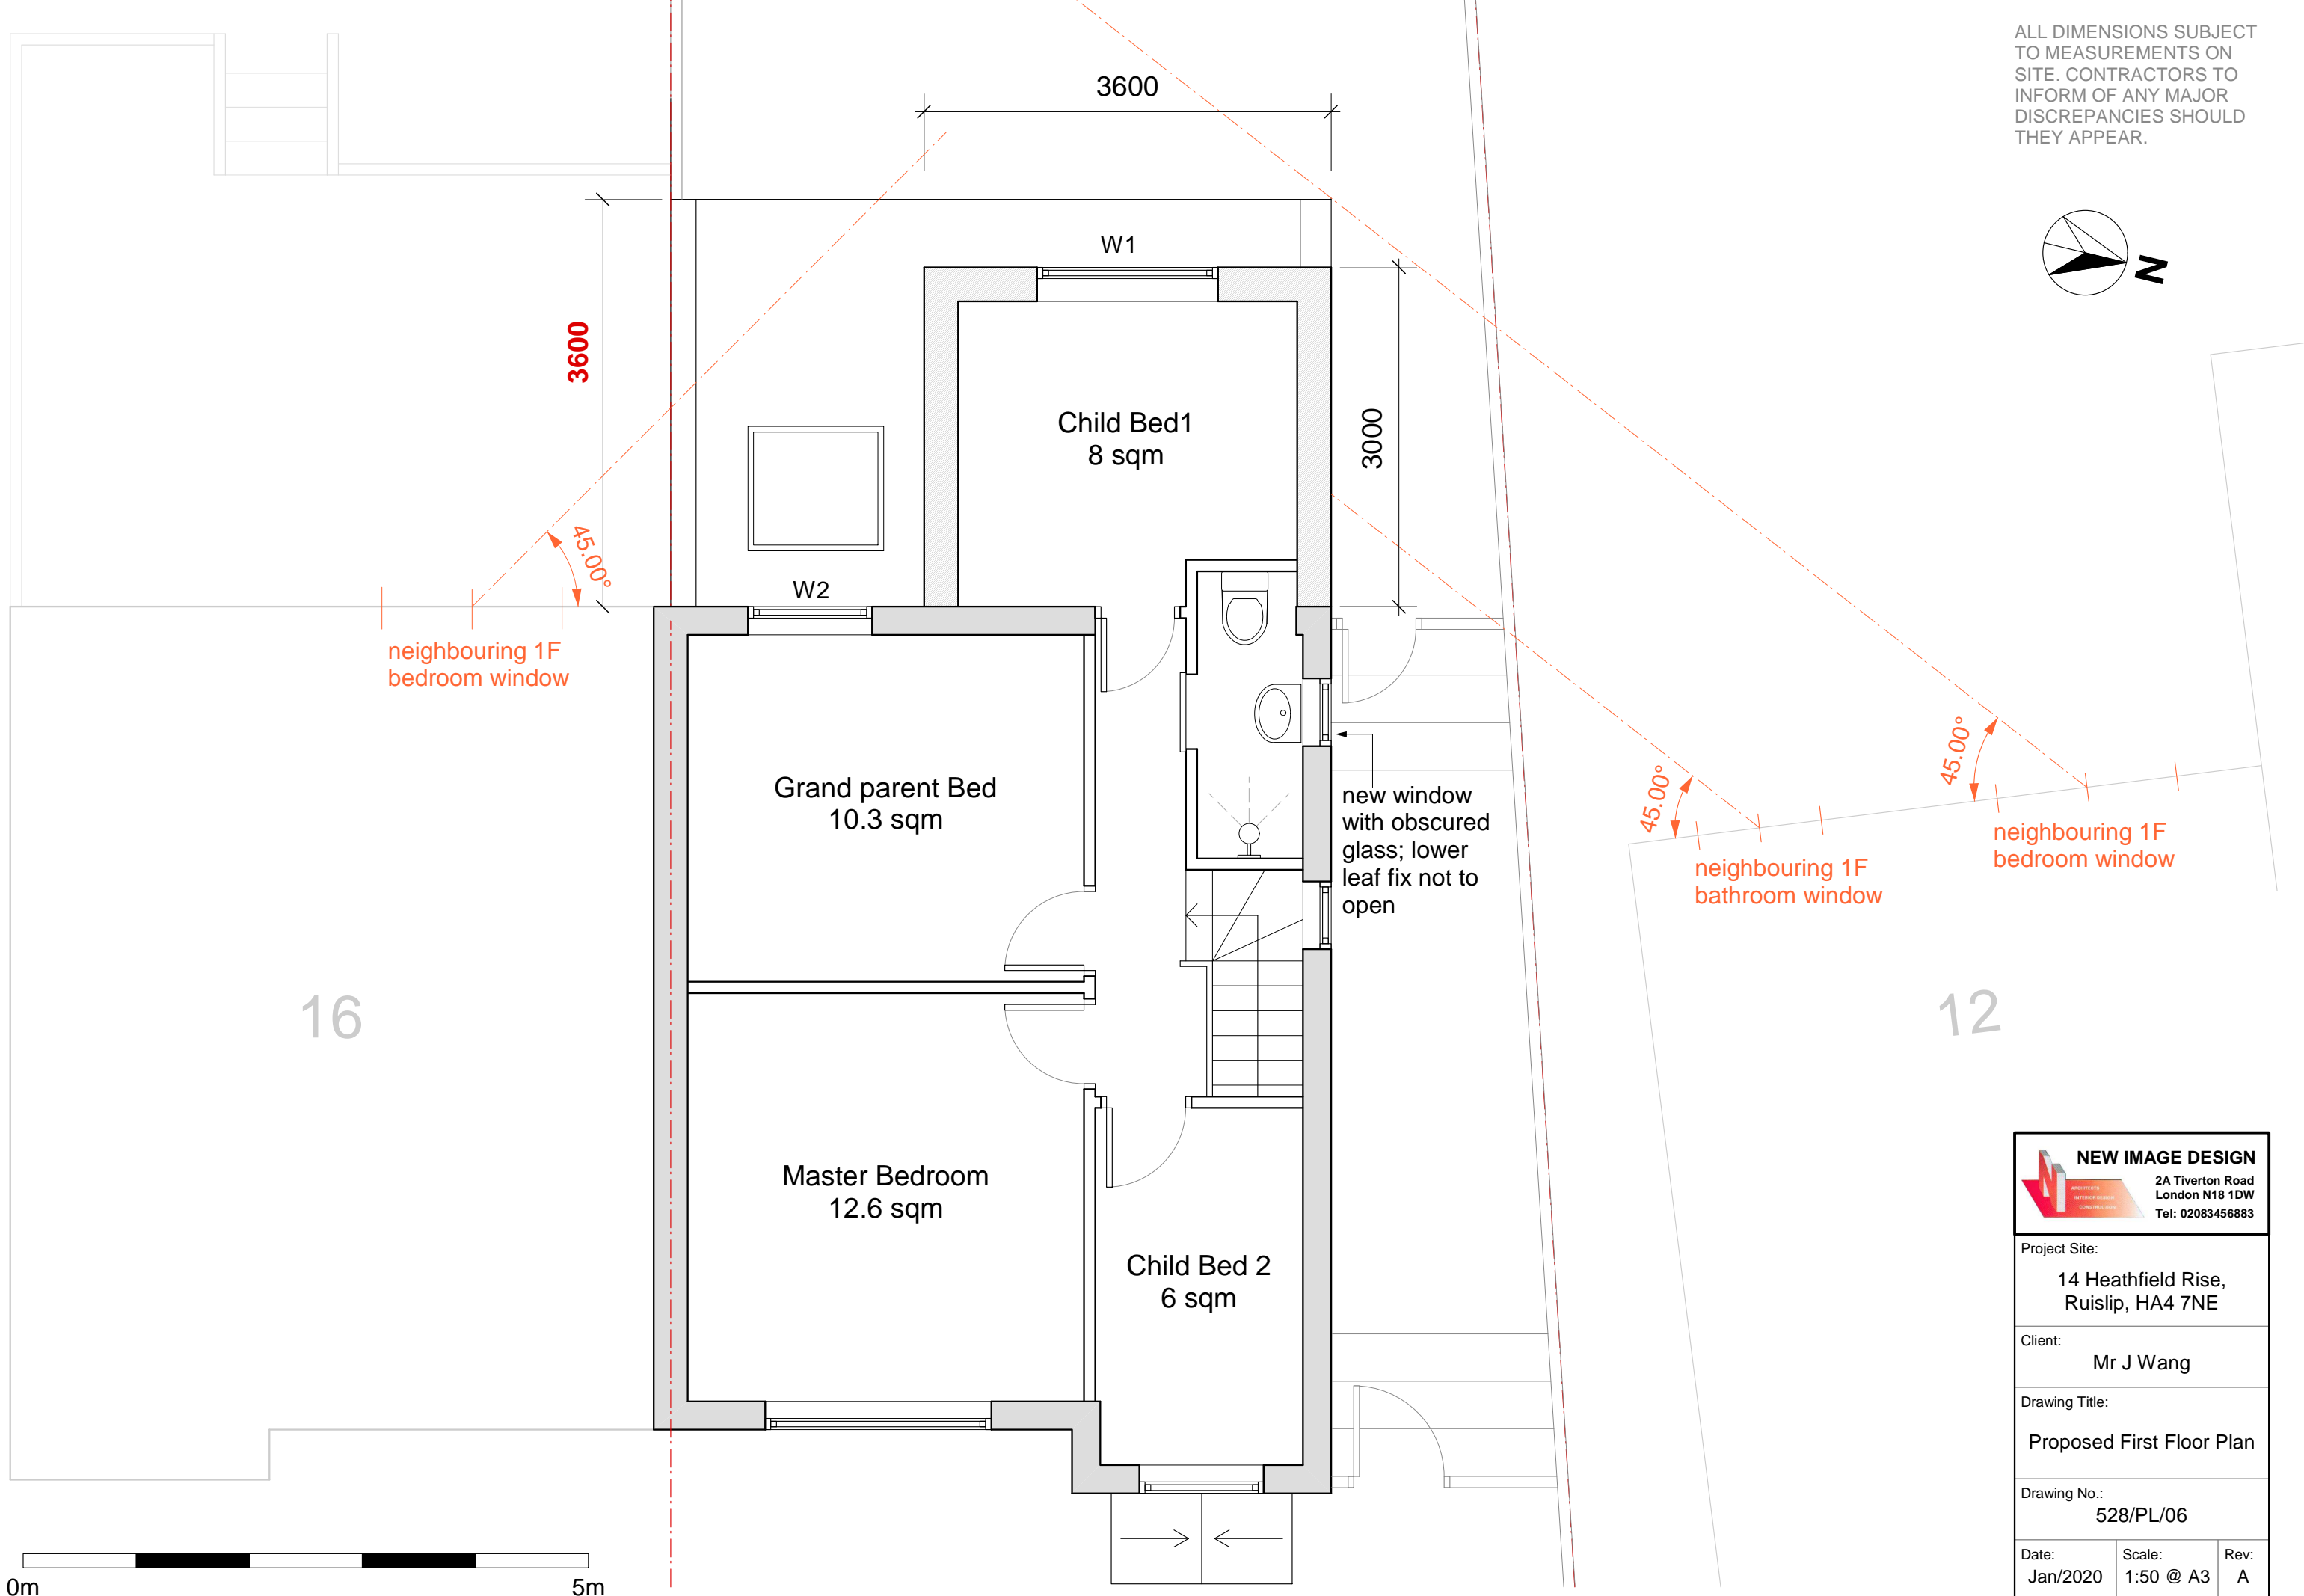 ALL DIMENSIONS SUBJECT
TO MEASUREMENTS ON
SITE. CONTRACTORS TO
INFORM OF ANY MAJOR
DISCREPANCIES SHOULD
THEY APPEAR.
N
3600
W1
3600
Child Bed1
8 sqm
3000
45.00°
W2
neighbouring 1F
bedroom window
Grand parent Bed
10.3 sqm
new window
with obscured
glass; lower
leaf fix not to
open
45.00°
neighbouring 1F
bathroom window
45.00°
neighbouring 1F
bedroom window
16
12
Master Bedroom
12.6 sqm
Child Bed 2
6 sqm
0m
5m
N
ARCHITECTS
INTERIOR DESIGN
CONSTRUCTION
NEW IMAGE DESIGN
2A Tiverton Road
London N18 1DW
Tel: 02083456883
Project Site:
14 Heathfield Rise,
Ruislip, HA4 7NE
Client:
Mr J Wang
Drawing Title:
Proposed First Floor Plan
Drawing No.:
528/PL/06
Date:
Jan/2020
Scale:
1:50 @ A3
Rev:
A